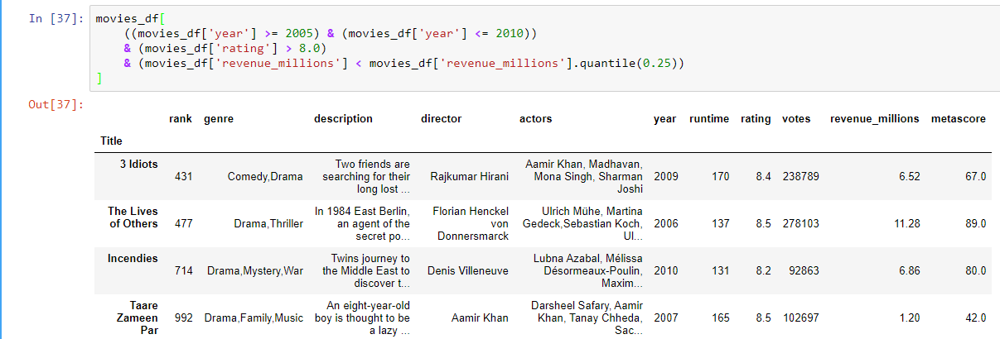 In [37]: movies_df[
((movies_df['year'] >= 2005) & (movies_df['year'] <= 2010))
& (movies_df['rating'] > 8.0)
& (movies_df['revenue_millions'] < movies_df['revenue_millions'].quantile(0.25))
]
Out[37]:
rank genre description director actors year runtime rating votes revenue_millions metascore
Title
3 Idiots 431 Comedy,Drama Two friends are searching for their long lost ... Rajkumar Hirani Aamir Khan, Madhavan, Mona Singh, Sharman Joshi 2009 170 8.4 238789 6.52 67.0
The Lives of Others 477 Drama,Thriller In 1984 East Berlin, an agent of the secret po... Florian Henckel von Donnersmarck Ulrich Mühe, Martina Gedeck,Sebastian Koch, Ul... 2006 137 8.5 278103 11.28 89.0
Incendies 714 Drama,Mystery,War Twins journey to the Middle East to discover t... Denis Villeneuve Lubna Azabal, Mélissa Désormeaux-Poulin, Maxim... 2010 131 8.2 92863 6.86 80.0
Taare Zameen Par 992 Drama,Family,Music An eight-year-old boy is thought to be a lazy ... Aamir Khan Darsheel Safary, Aamir Khan, Tanay Chheda, Sac... 2007 165 8.5 102697 1.20 42.0